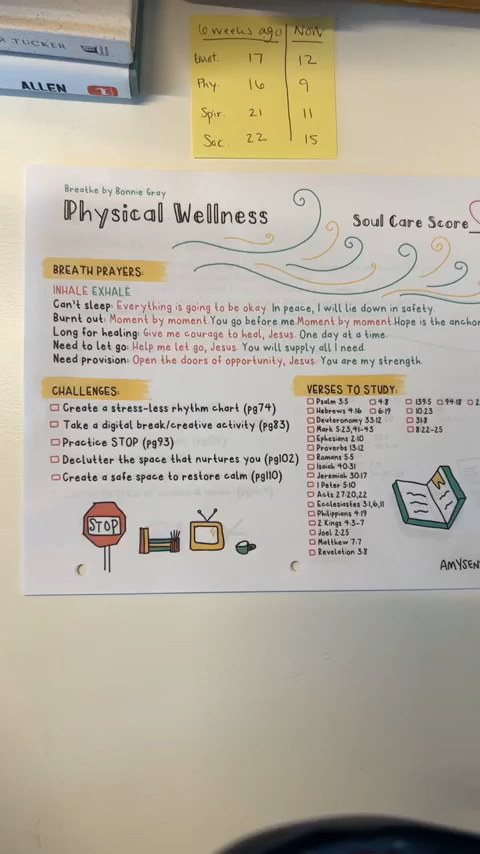 TUCKER
ALLEN
6 weeks ago Now
Emot. 17 12
Phy. 16 9
Spir. 21 11
Soc. 22 15
Breathe by Bonnie Gray
Physical Wellness
Soul Care Score
BREATH PRAYERS:
INHALE EXHALE
Can't sleep: Everything is going to be okay. In peace, I will lie down in safety.
Burnt out: Moment by moment.You go before me.Moment by moment.Hope is the anchor
Long for healing: Give me courage to heal, Jesus. One day at a time.
Need to let go: Help me let go, Jesus. You will supply all I need.
Need provision: Open the doors of opportunity, Jesus. You are my strength.
CHALLENGES:
Create a stress-less rhythm chart (pg74)
Take a digital break/creative activity (pg83)
Practice STOP (pg93)
Declutter the space that nurtures you (pg102)
Create a safe space to restore calm (pg110)
STOP
VERSES TO STUDY:
Psalm 3:5 4:8 139:5 94:18
Hebrews 4:16 6:19 10:23
Deuteronomy 33:12 31:8
Mark 5:23,41-43 8:22-25
Ephesians 2:10
Proverbs 13:12
Romans 5:5
Isaiah 40:31
Jeremiah 30:17
1 Peter 5:10
Acts 27:20,22
Ecclesiastes 3:1,6,11
Philippians 4:19
2 Kings 4:3-7
Joel 2:25
Matthew 7:7
Revelation 3:8
AMYSEN